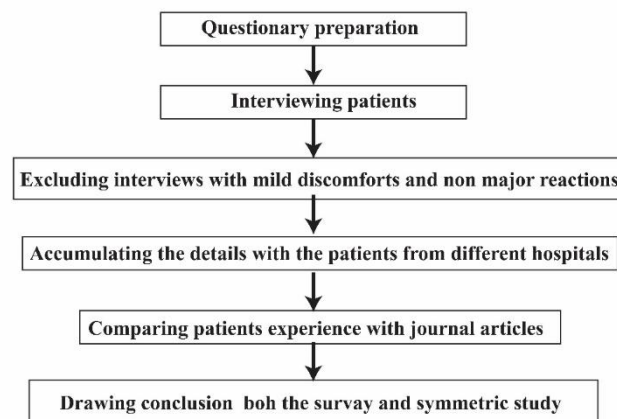 Questionary preparation
Interviewing patients
Excluding interviews with mild discomforts and non major reactions
Accumulating the details with the patients from different hospitals
Comparing patients experience with journal articles
Drawing conclusion boh the survay and symmetric study